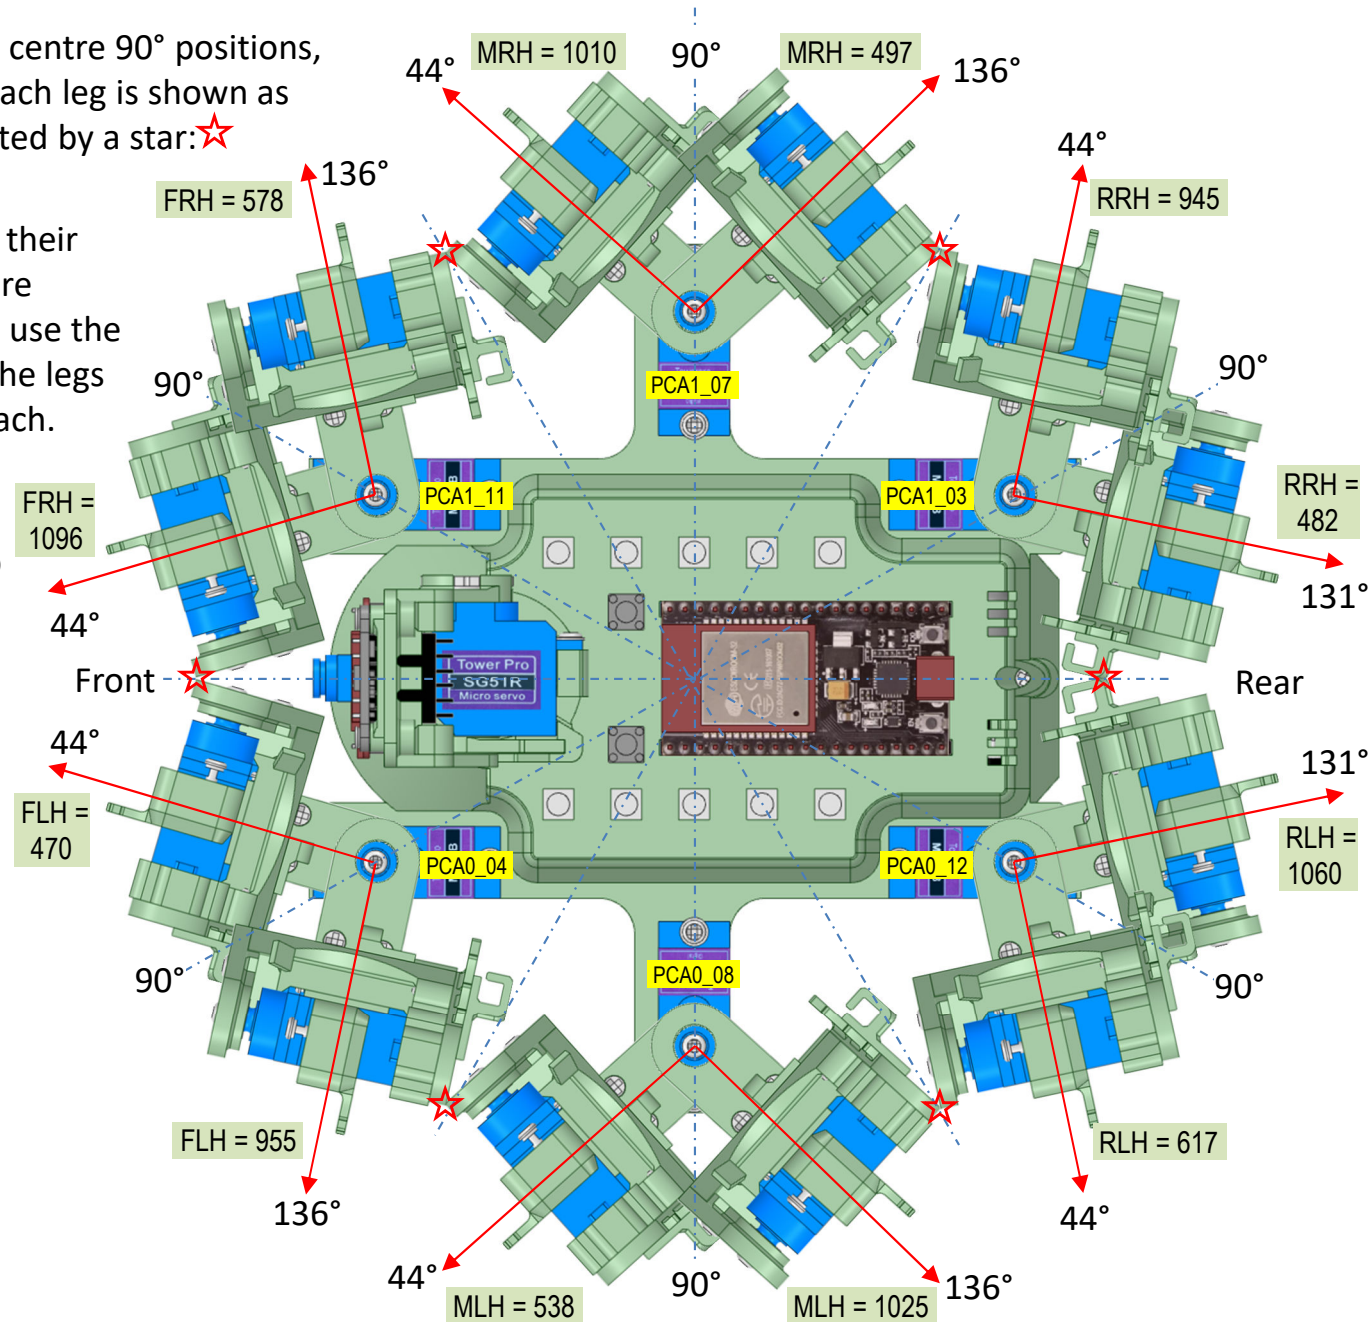 centre 90° positions,
ach leg is shown as
ted by a star:
MRH = 1010
90°
MRH = 497
44°
136°
136°
FRH = 578
44°
RRH = 945
their
re
use the
he legs
ach.
90°
90°
PCA1_07
FRH =
1096
PCA1_11
PCA1_03
RRH =
482
44°
131°
Front
Tower Pro
SG51R
Micro servo
Rear
44°
131°
FLH =
470
PCA0_04
PCA0_12
RLH =
1060
90°
PCA0_08
90°
FLH = 955
RLH = 617
136°
44°
44°
90°
136°
MLH = 538
MLH = 1025